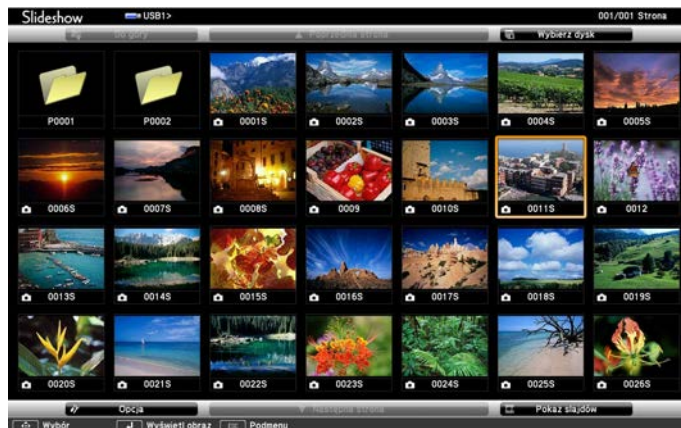 Slideshow USB1> 001/001 Strona
Do góry Poprzednia strona Wybierz dysk
P0001 P0002 0001S 0002S 0003S 0004S 0005S
0006S 0007S 0008S 0009 0010S 0011S 0012
0013S 0014S 0015S 0016S 0017S 0018S 0019S
0020S 0021S 0022S 0023S 0024S 0025S 0026S
Opcja Następna strona Pokaz slajdów
Wybór Wyświetl obraz Podmenu